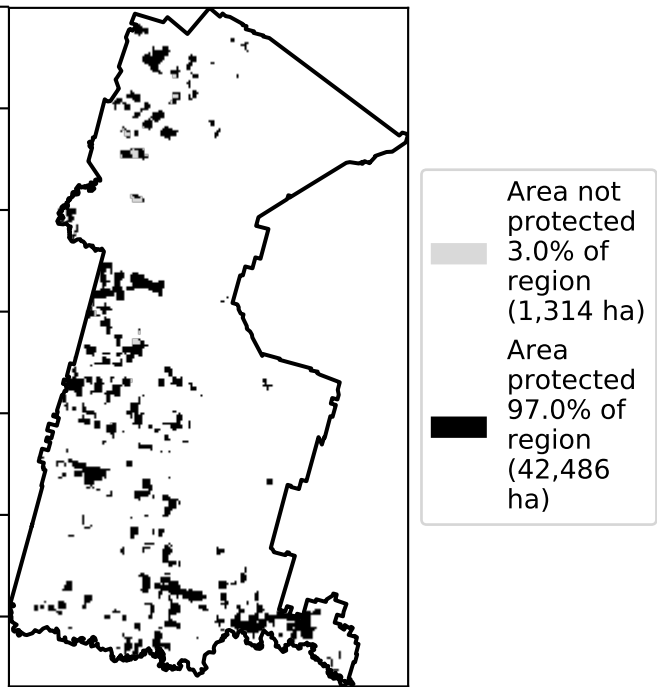 Area not
protected
3.0% of
region
(1,314 ha)
Area
protected
97.0% of
region
(42,486
ha)